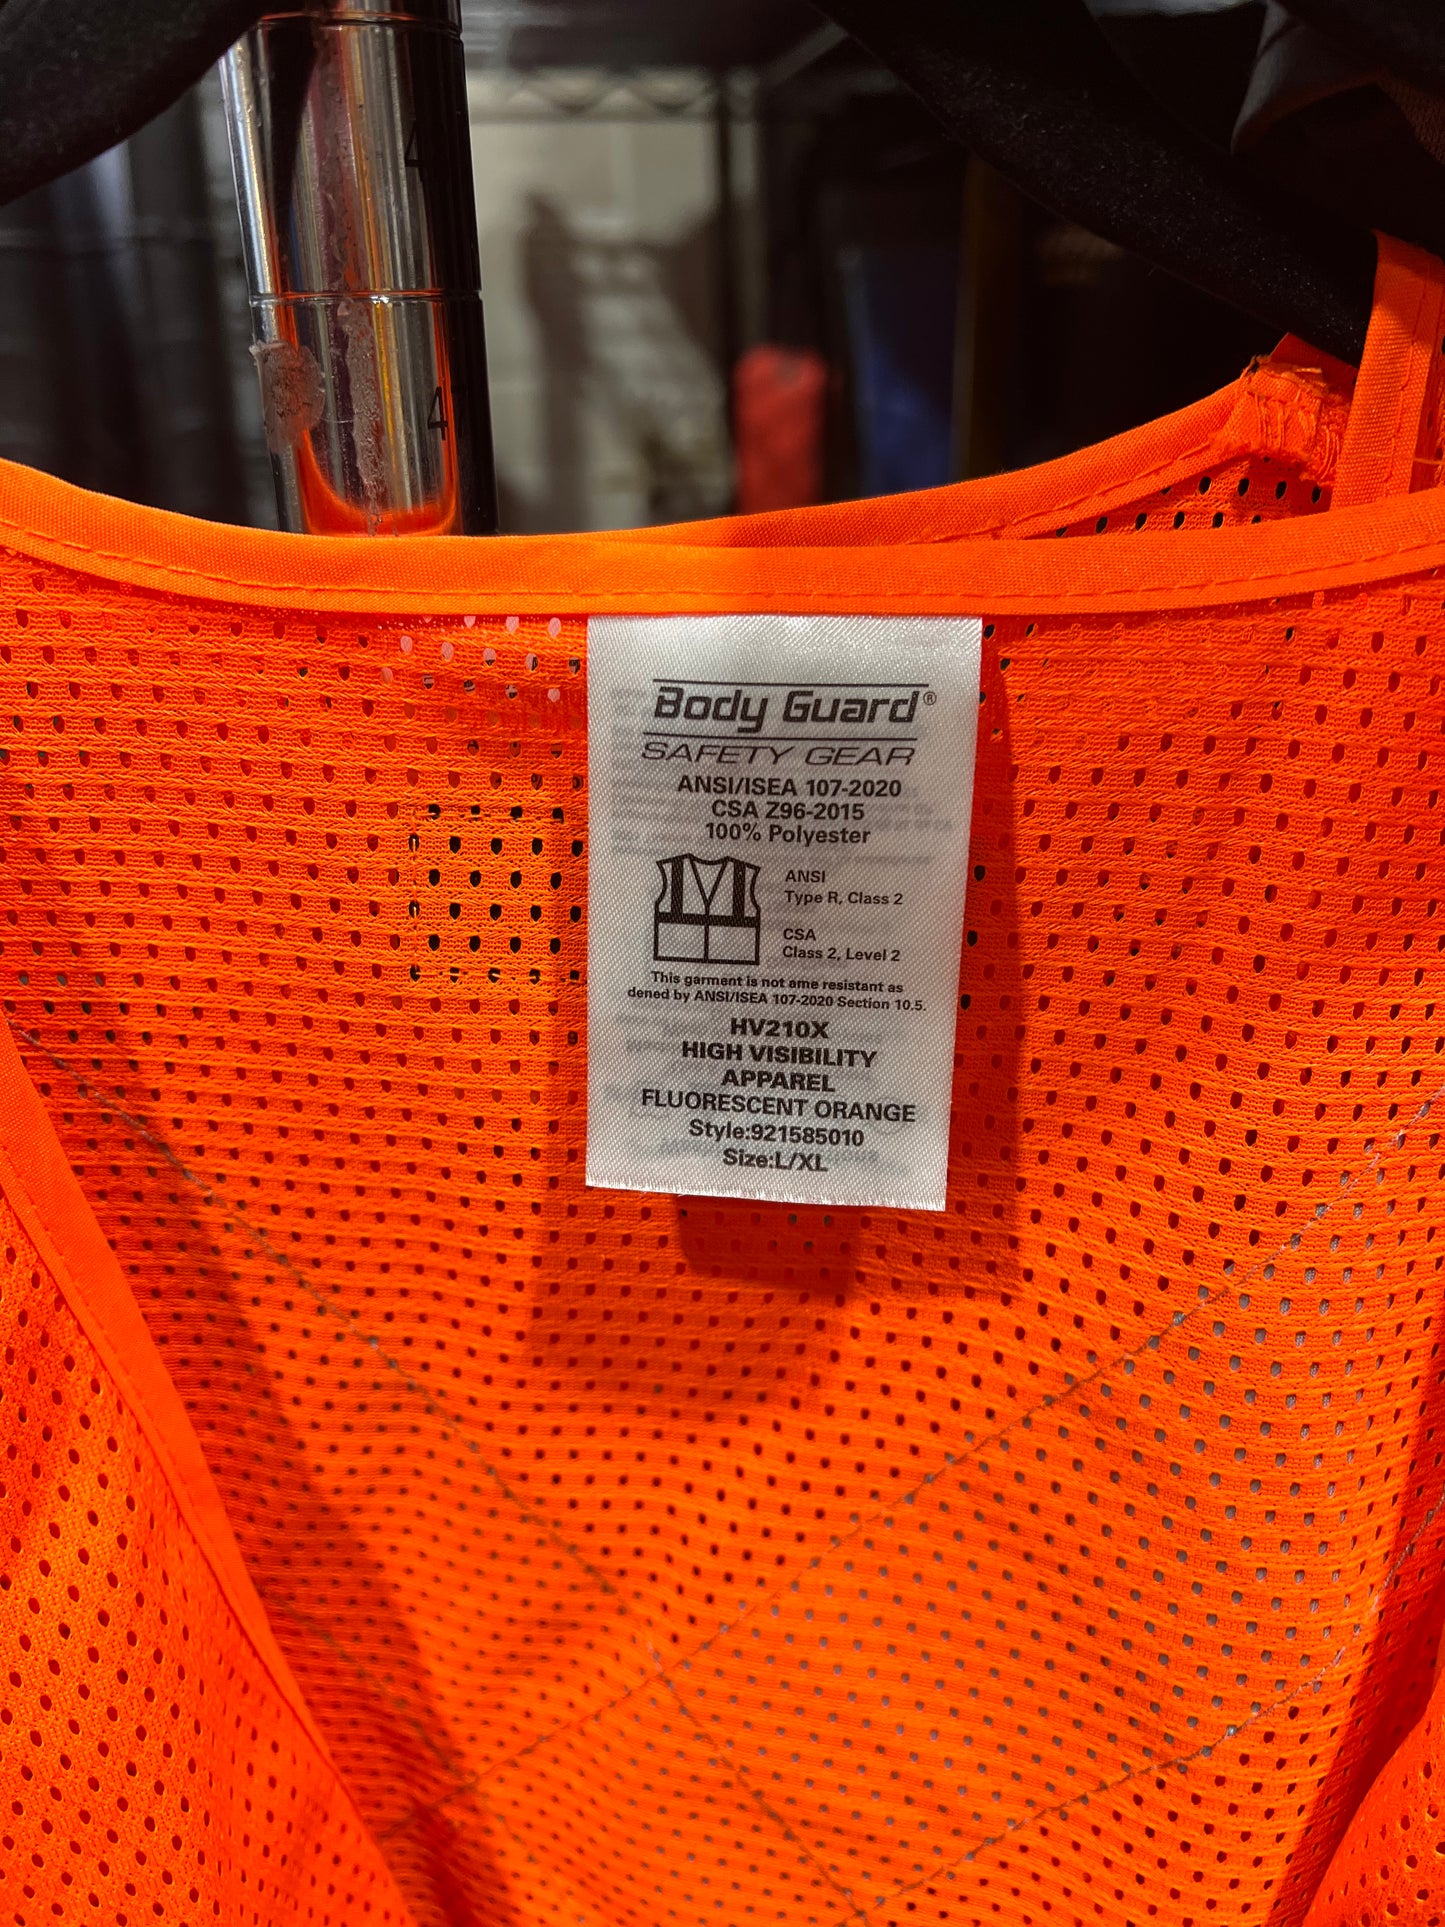 4
4
Body Guard®
SAFETY GEAR
ANSI/ISEA 107-2020
CSA Z96-2015
100% Polyester
ANSI
Type R, Class 2
CSA
Class 2, Level 2
This garment is not ame resistant as
dened by ANSI/ISEA 107-2020 Section 10.5.
HV210X
HIGH VISIBILITY
APPAREL
FLUORESCENT ORANGE
Style:921585010
Size:L/XL